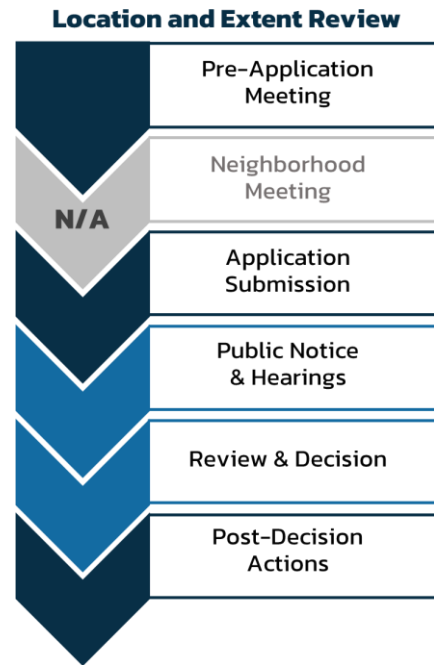 Location and Extent Review
Pre-Application
Meeting
Neighborhood
Meeting
N/A
Application
Submission
Public Notice
& Hearings
Review & Decision
Post-Decision
Actions